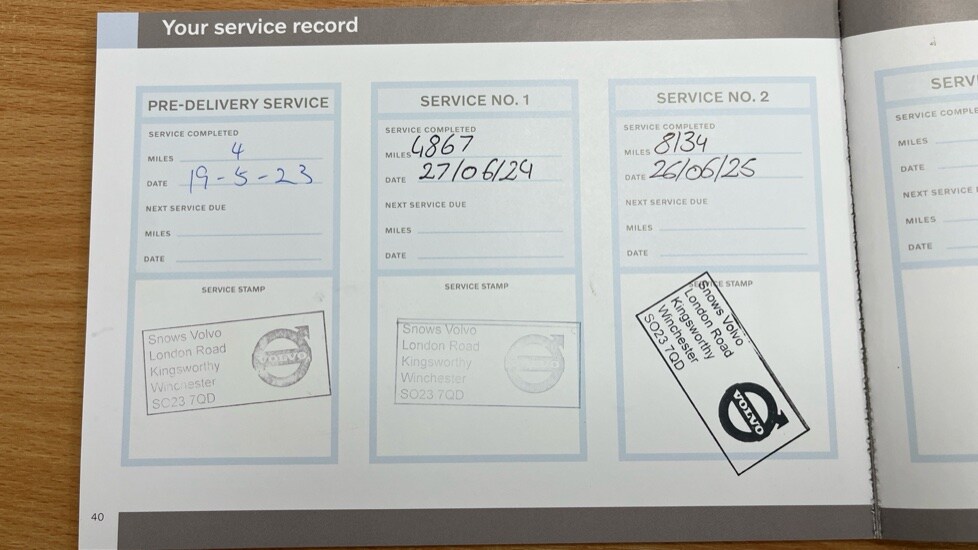 Your service record
PRE-DELIVERY SERVICE
SERVICE COMPLETED
MILES 4
DATE 19-5-23
NEXT SERVICE DUE
MILES
DATE
SERVICE STAMP
Snows Volvo
London Road
Kingsworthy
Winchester
SO23 7QD
VOLVO
SERVICE NO. 1
SERVICE COMPLETED
MILES 4867
DATE 27/06/24
NEXT SERVICE DUE
MILES
DATE
SERVICE STAMP
Snows Volvo
London Road
Kingsworthy
Winchester
SO23 7QD
VOLVO
SERVICE NO. 2
SERVICE COMPLETED
MILES 8134
DATE 26/06/25
NEXT SERVICE DUE
MILES
DATE
SERVICE STAMP
Snows Volvo
London Road
Kingsworthy
Winchester
SO23 7QD
VOLVO
SERV
SERVICE COMPLE
MILES
DATE
NEXT SERVICE
MILES
DATE
40